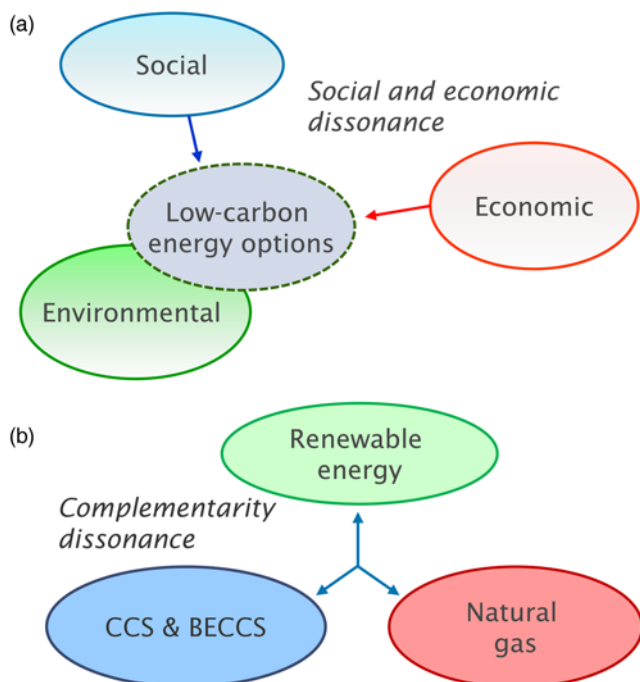 (a)
Social
Social and economic
dissonance
Low-carbon
energy options
Economic
Environmental
(b)
Renewable
energy
Complementarity
dissonance
CCS & BECCS
Natural
gas